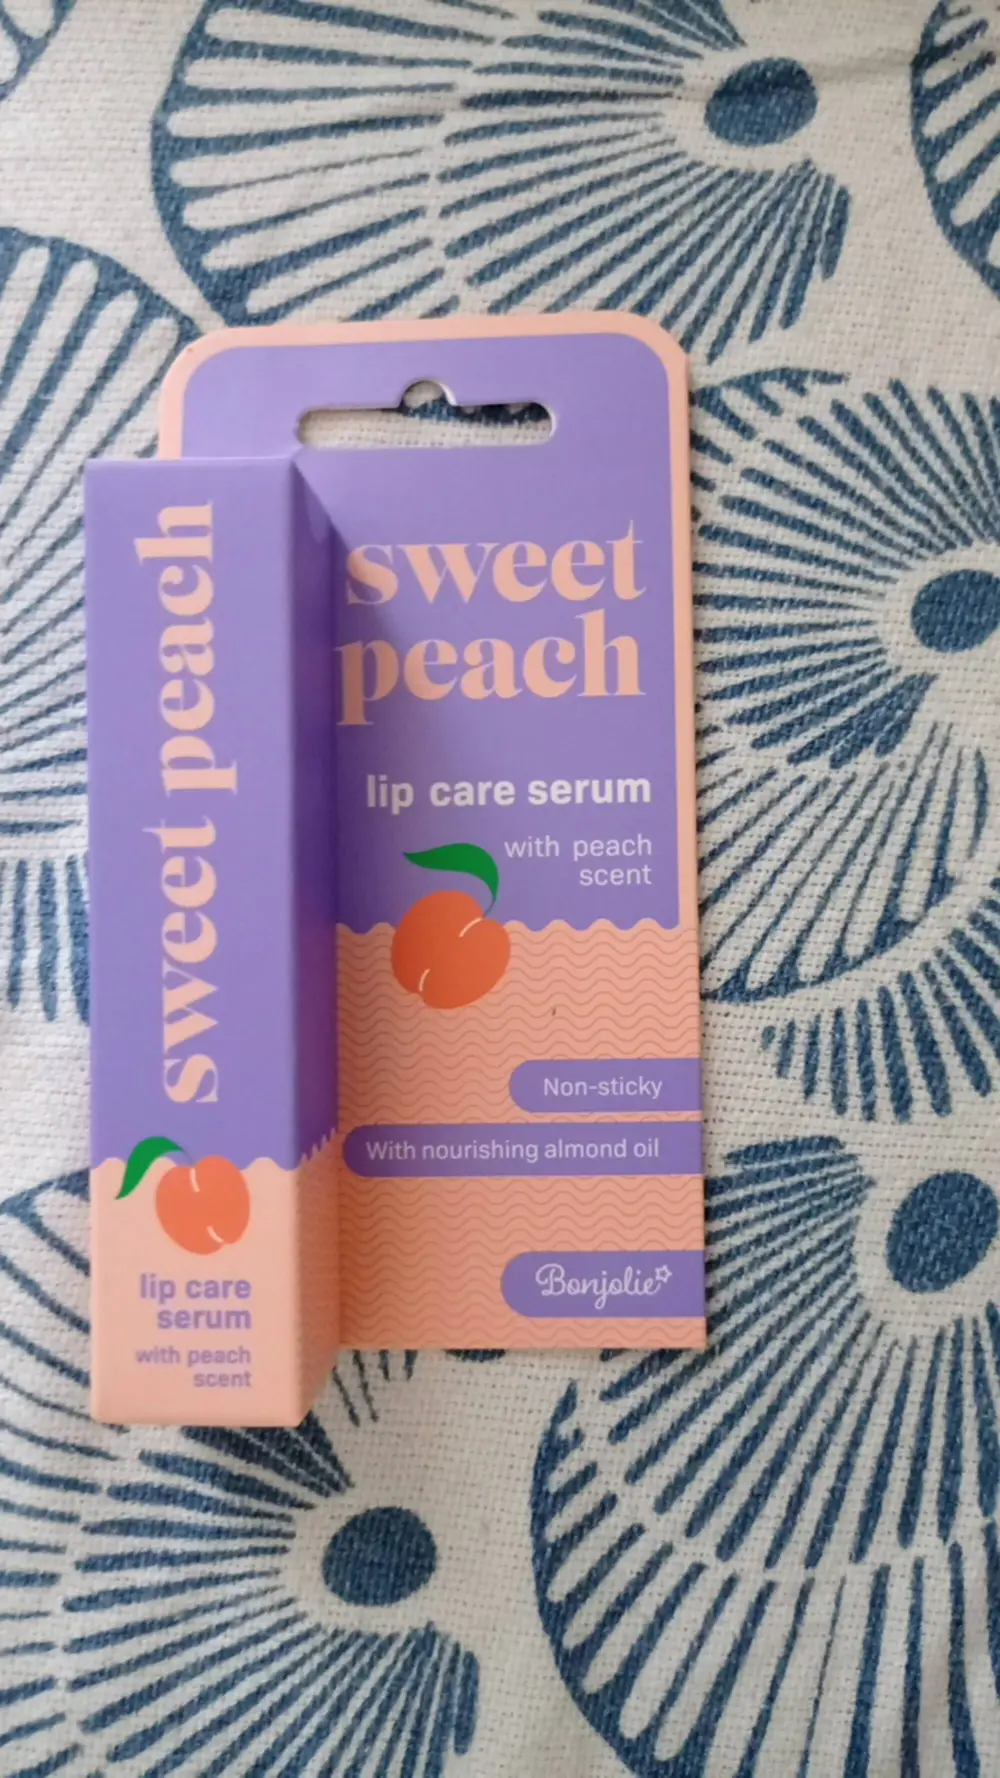 sweet peach
lip care
serum
with peach
scent
sweet
peach
lip care serum
with peach
scent
Non-sticky
With nourishing almond oil
Bonjolie